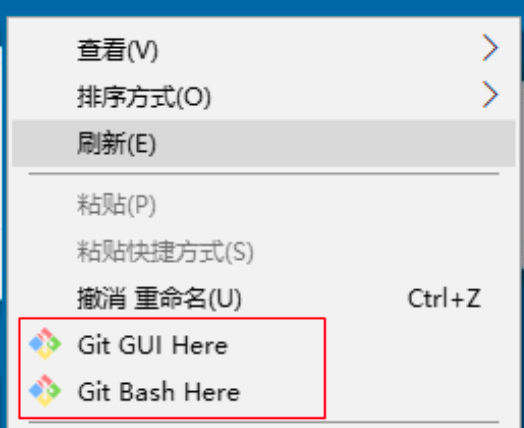 查看(V)
排序方式(O)
刷新(E)
粘贴(P)
粘贴快捷方式(S)
撤消 重命名(U) Ctrl+Z
Git GUI Here
Git Bash Here